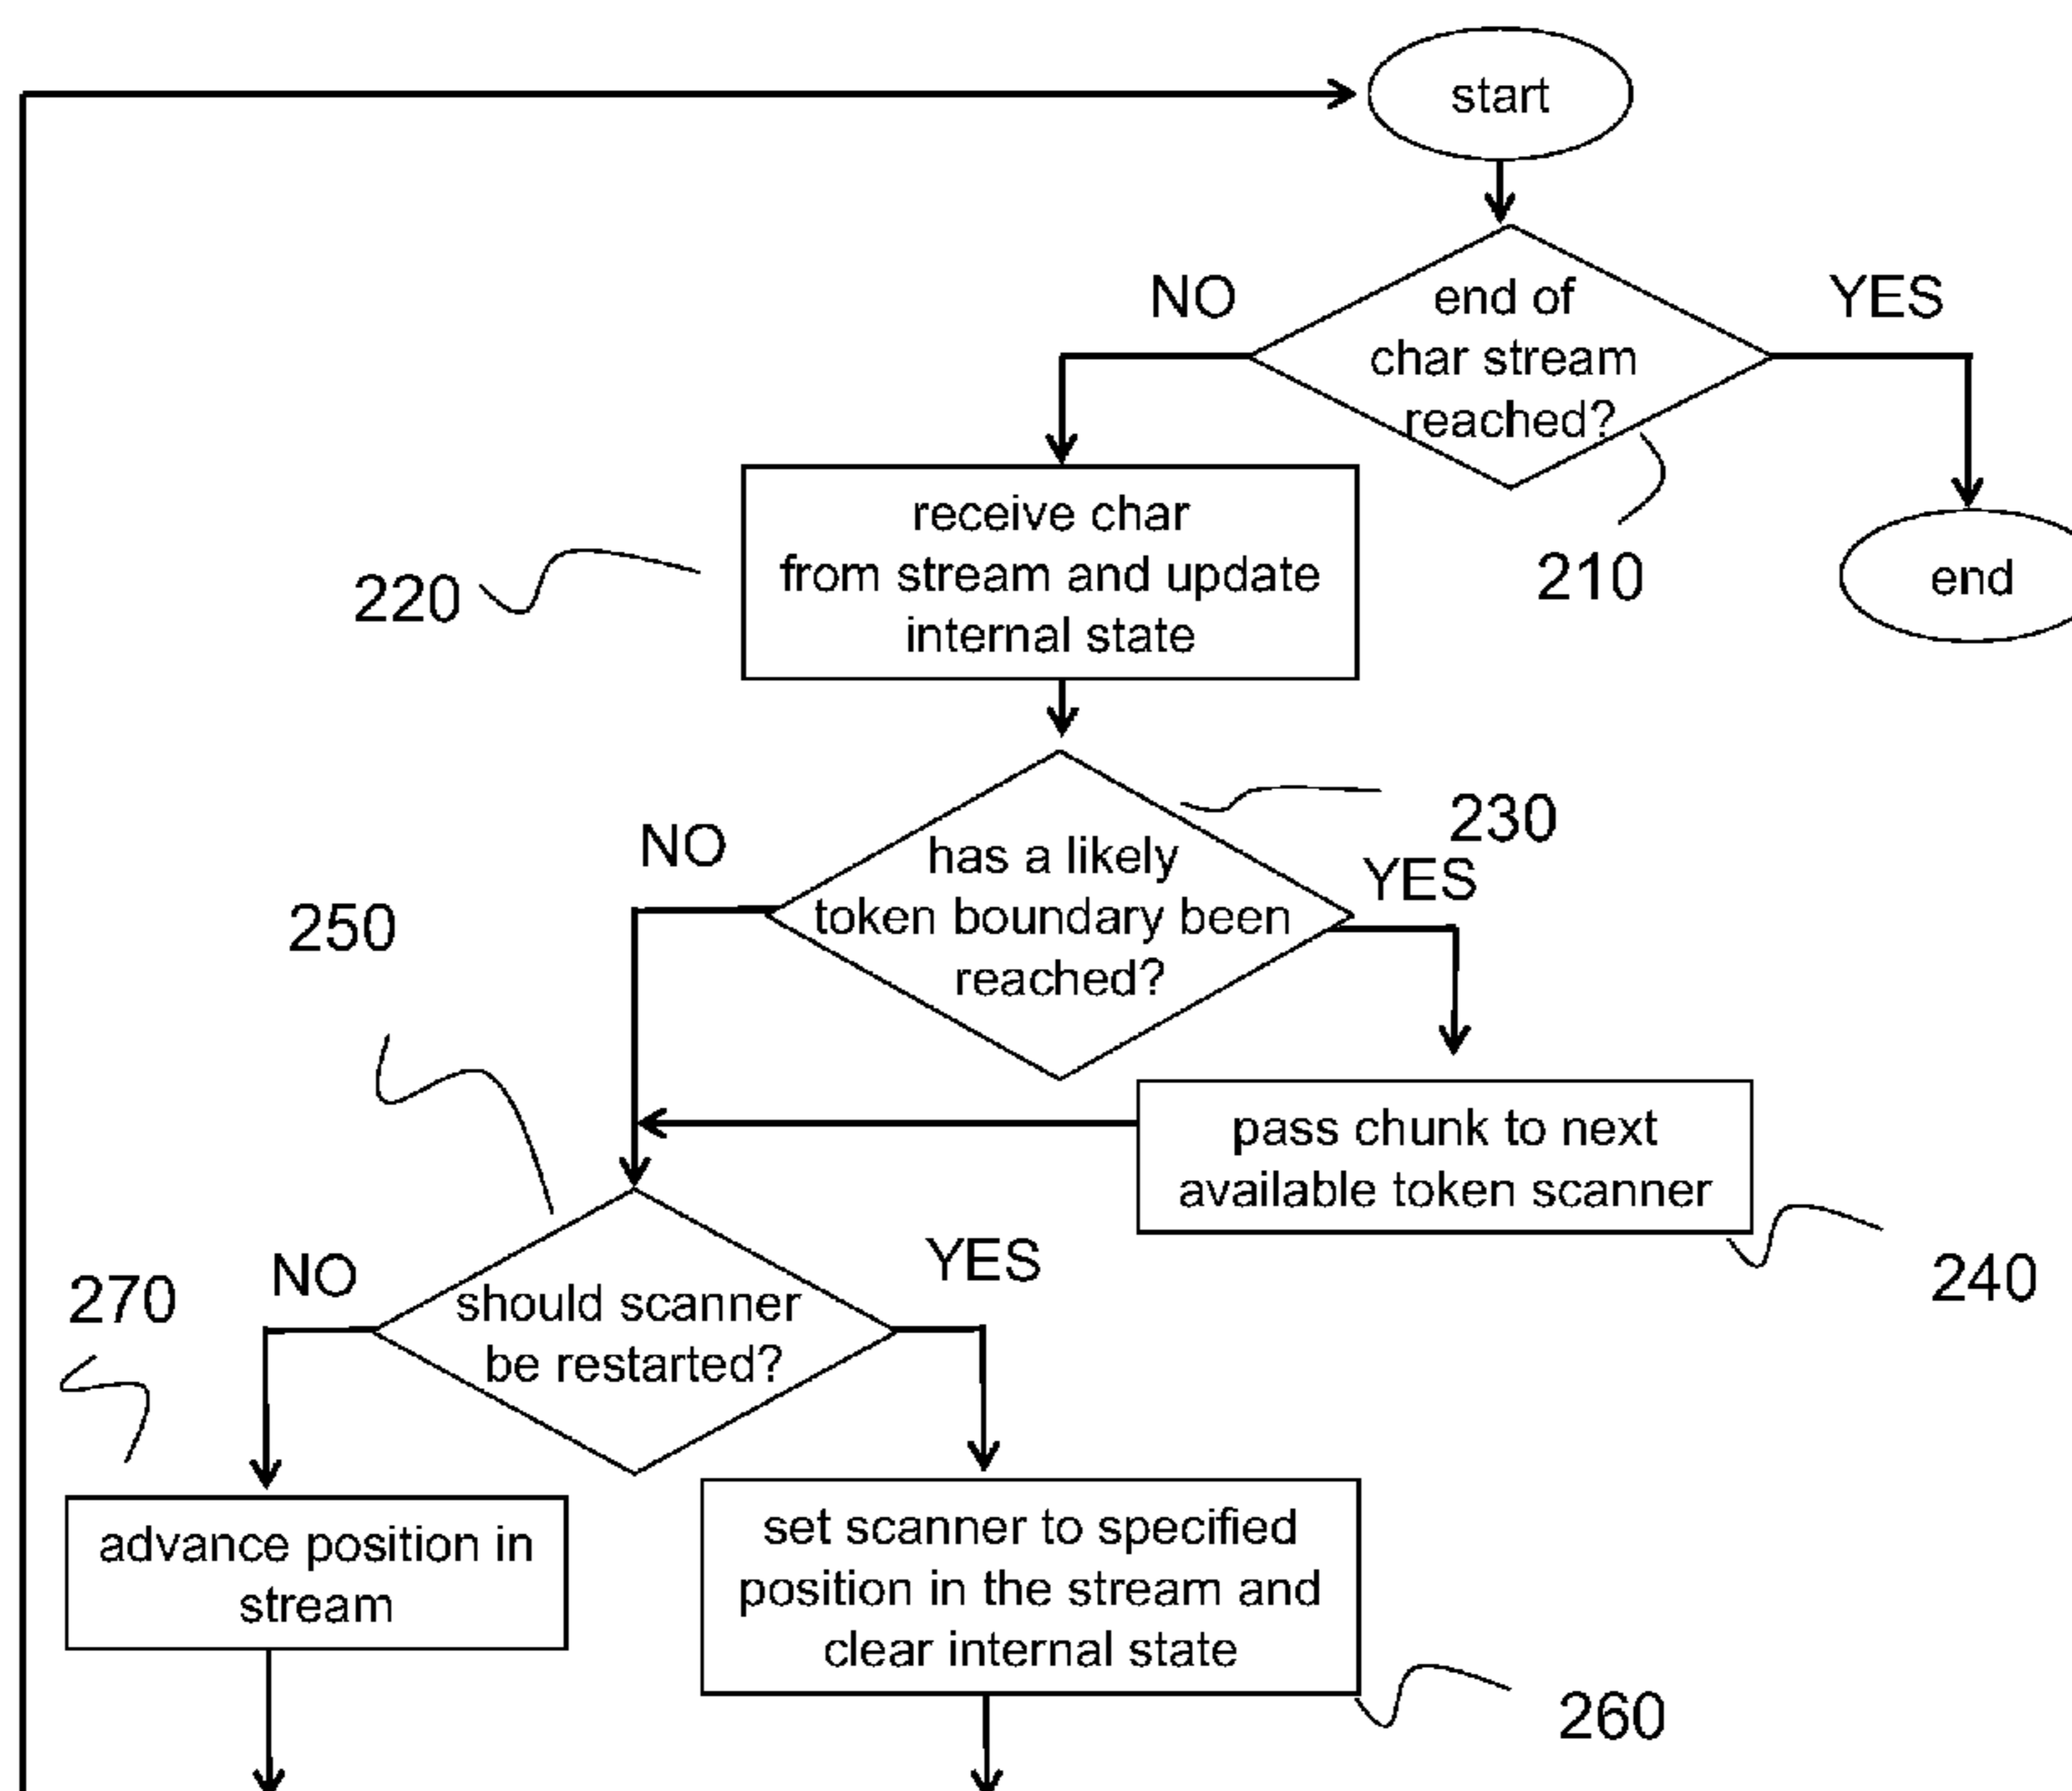 start
NO
YES
end of
char stream
reached?
210
end
receive char
from stream and update
internal state
220
230
NO
YES
has a likely
token boundary been
reached?
250
pass chunk to next
available token scanner
240
NO
YES
270
should scanner
be restarted?
advance position in
stream
set scanner to specified
position in the stream and
clear internal state
260